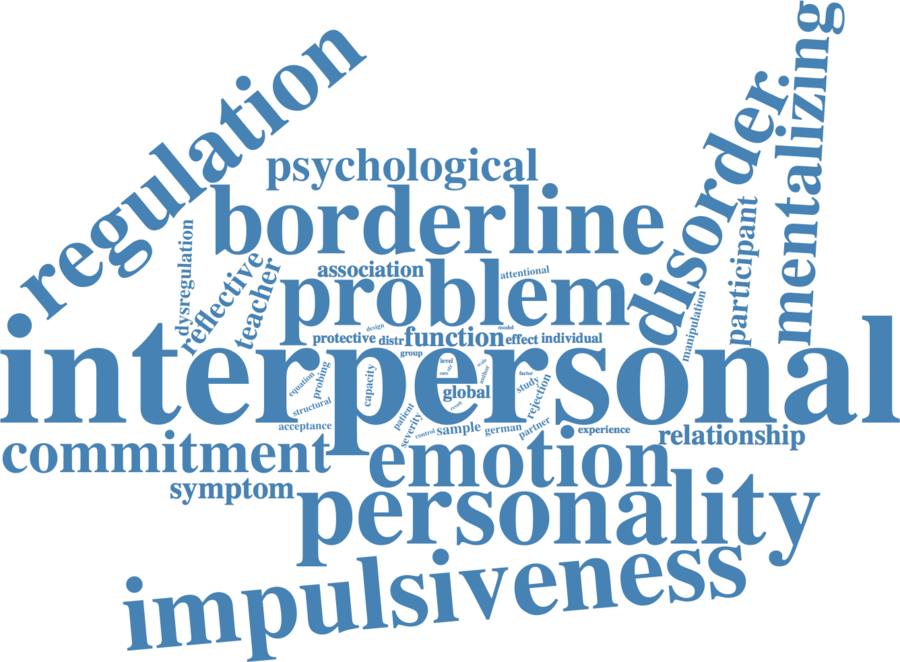 regulation
mentalizing
disorder
psychological
borderline
participant
dysregulation
reflective
teacher
association
attentional
problem
manipulation
design
model
protective
distr
function
effect
individual
interpersonal
group
level
equation
probing
capacity
global
author
factor
study
rejection
structural
patient
severity
acceptance
control
sample
german
partner
experience
relationship
commitment
emotion
symptom
personality
impulsiveness